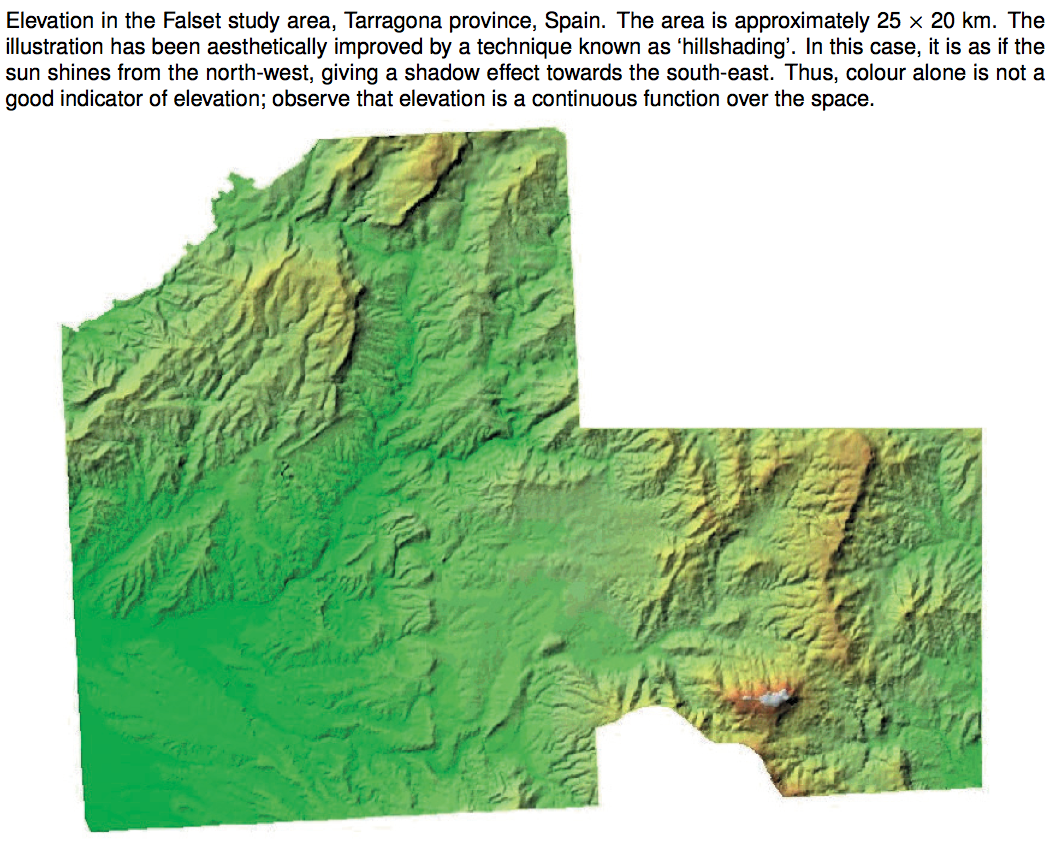 Elevation in the Falset study area, Tarragona province, Spain. The area is approximately 25 × 20 km. The
illustration has been aesthetically improved by a technique known as ‘hillshading’. In this case, it is as if the
sun shines from the north-west, giving a shadow effect towards the south-east. Thus, colour alone is not a
good indicator of elevation; observe that elevation is a continuous function over the space.